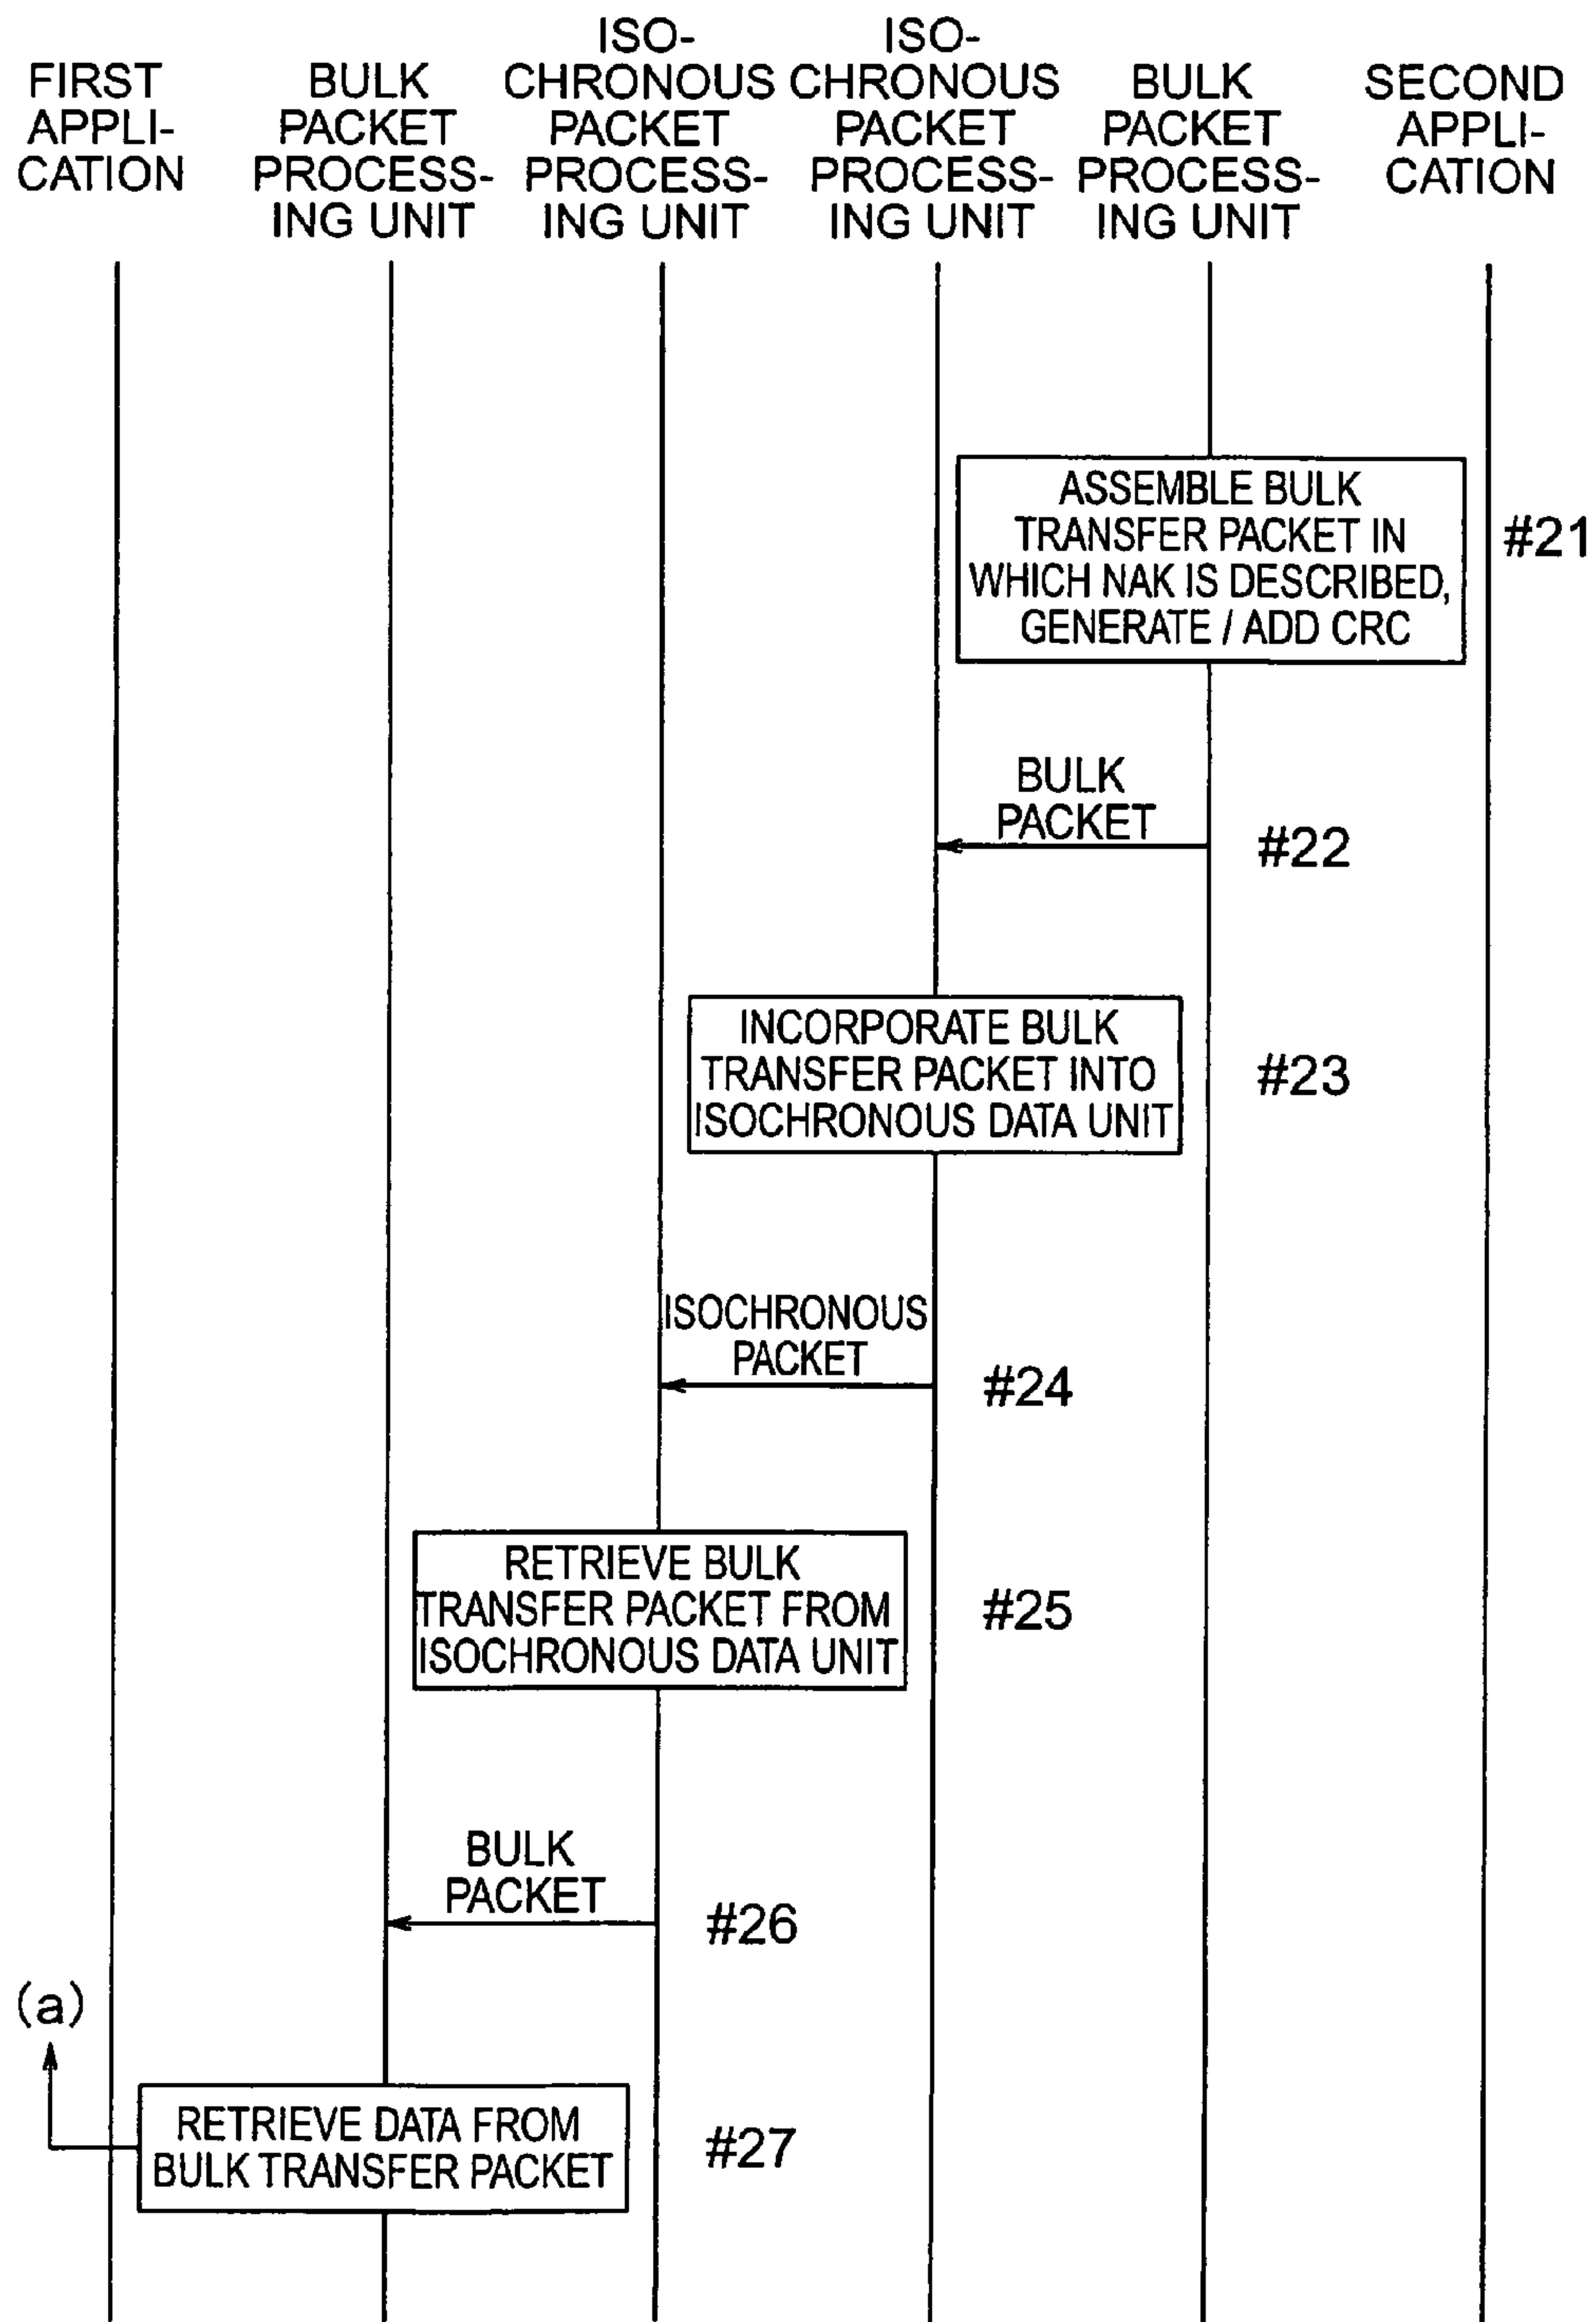 FIRST
APPLI-
CATION
BULK
PACKET
PROCESS-
ING UNIT
ISO-
CHRONOUS
PACKET
PROCESS-
ING UNIT
ISO-
CHRONOUS
PACKET
PROCESS-
ING UNIT
BULK
PACKET
PROCESS-
ING UNIT
SECOND
APPLI-
CATION
ASSEMBLE BULK
TRANSFER PACKET IN
WHICH NAK IS DESCRIBED,
GENERATE / ADD CRC
#21
BULK
PACKET
#22
INCORPORATE BULK
TRANSFER PACKET INTO
ISOCHRONOUS DATA UNIT
#23
ISOCHRONOUS
PACKET
#24
RETRIEVE BULK
TRANSFER PACKET FROM
ISOCHRONOUS DATA UNIT
#25
BULK
PACKET
#26
(a)
RETRIEVE DATA FROM
BULK TRANSFER PACKET
#27